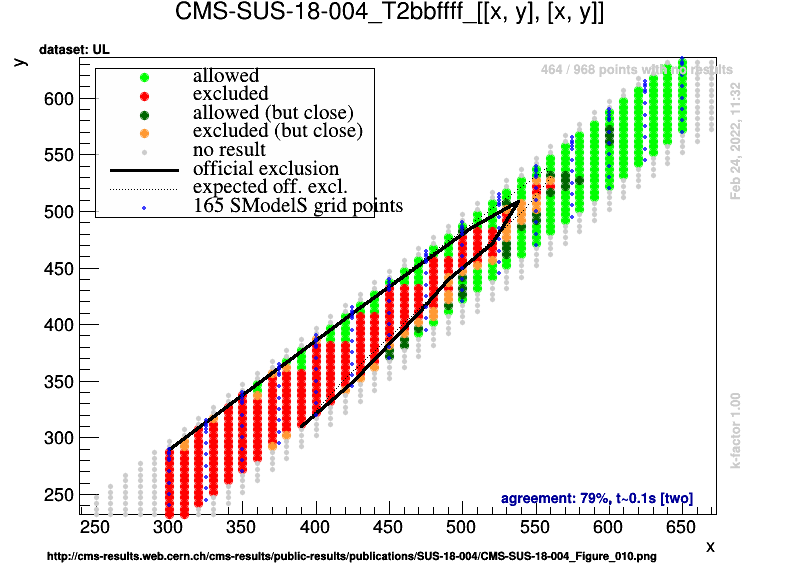 CMS-SUS-18-004_T2bbffff_[[x, y], [x, y]]
dataset: UL
y
464 / 968 points with no results
allowed
excluded
allowed (but close)
excluded (but close)
no result
official exclusion
expected off. excl.
165 SModelS grid points
600
550
500
450
400
350
300
250
Feb 24, 2022, 11:32
k-factor 1.00
agreement: 79%, t~0.1s [two]
250 300 350 400 450 500 550 600 650
x
http://cms-results.web.cern.ch/cms-results/public-results/publications/SUS-18-004/CMS-SUS-18-004_Figure_010.png